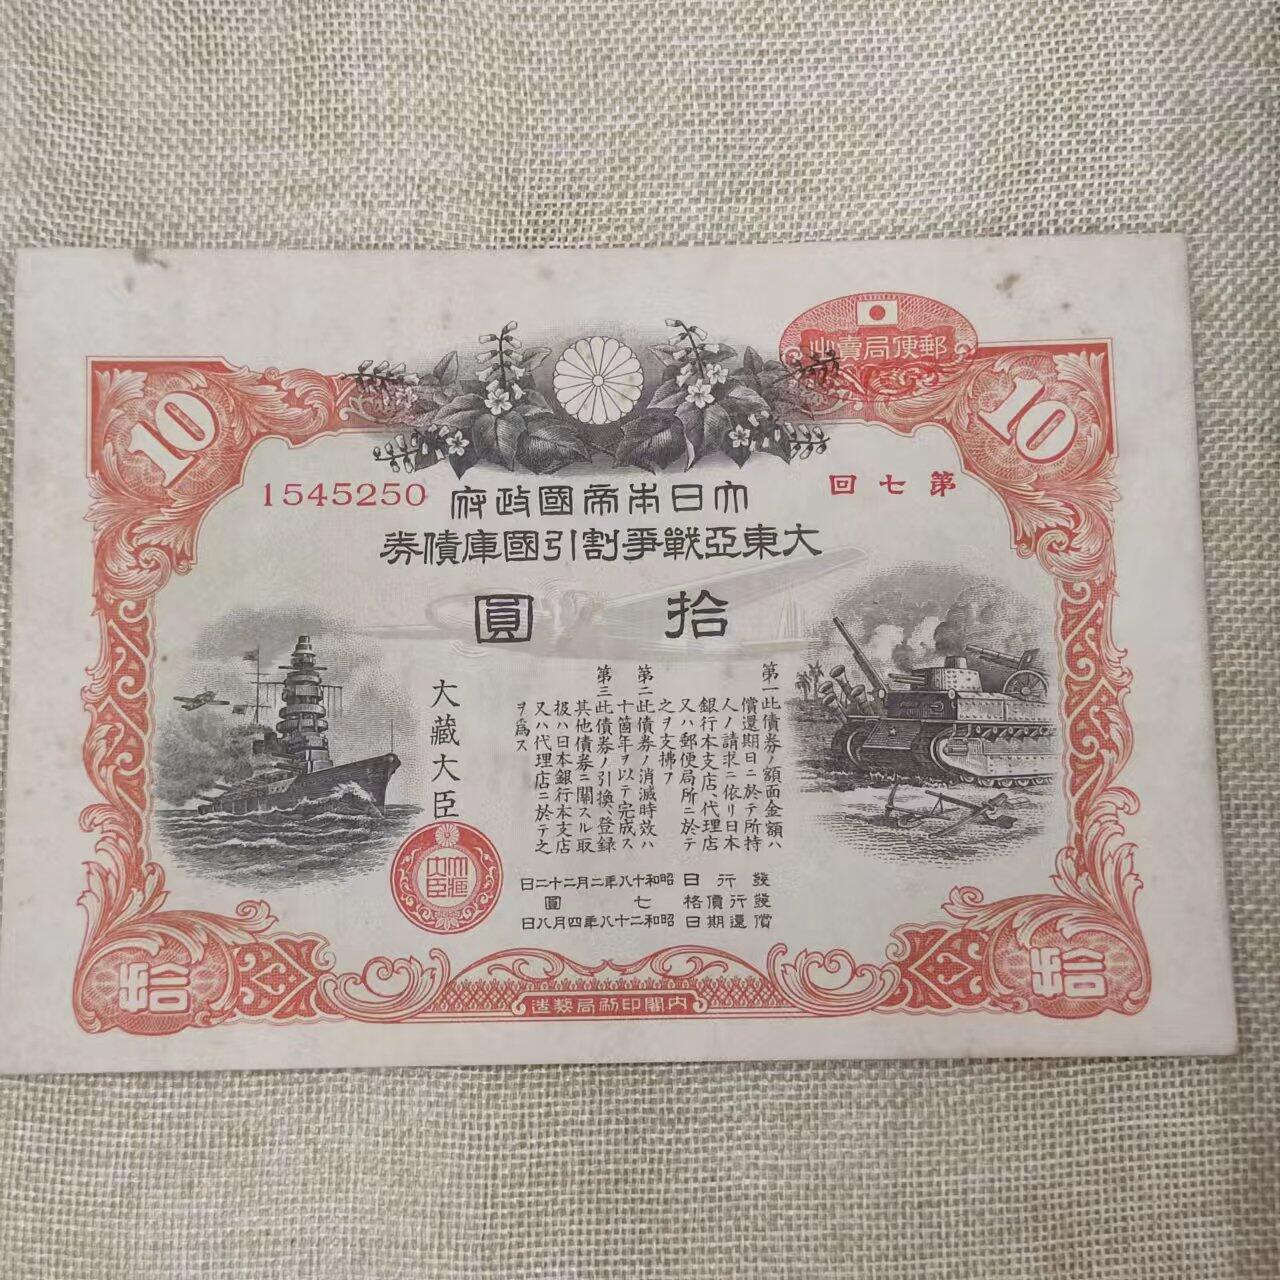 郵便局賣出
10
10
第七回
1545250
大日本帝國政府
大東亞戰爭割引國庫債券
拾圓
第一此債券ノ額面金額ハ
償還期日ニ於テ所持
人ノ請求ニ依リ日本
銀行本支店、代理店
又ハ郵便局所ニ於テ
之ヲ支拂フ
第二此債券ノ消滅時效ハ
十箇年ヲ以テ完成ス
第三此債券ノ引換、登録
其他債券ニ關スル取
扱ハ日本銀行本支店
又ハ代理店ニ於テ之
ヲ爲ス
大藏大臣
大藏大臣
發行日 昭和十八年二月二十二日
發行價格 七圓
償還期日 昭和二十八年四月八日
拾
拾
内閣印刷局製造